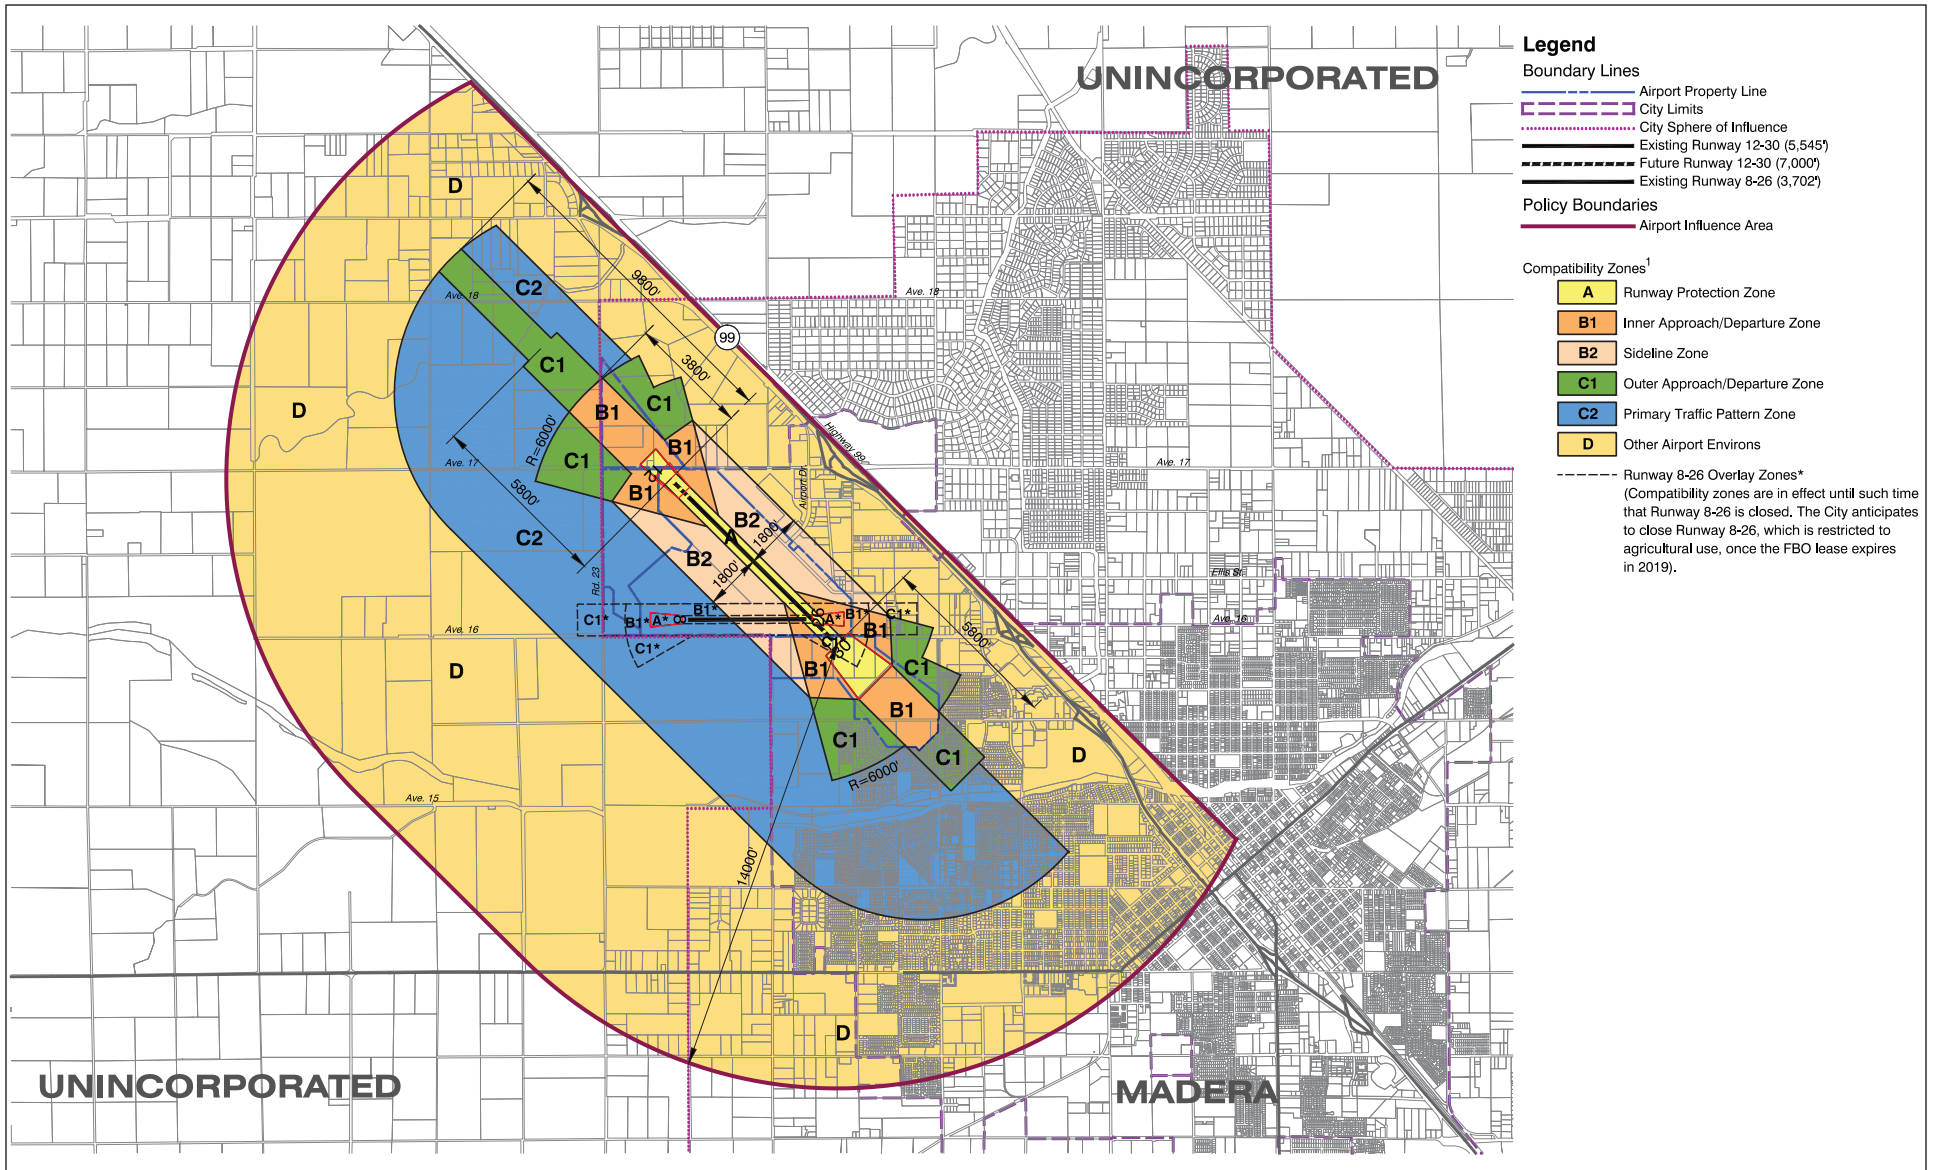 UNINCORPORATED
D
9800'
C2
Ave. 18
Ave. 18
99
3800'
C1
C1
D
B1
R=6000'
B1
Highway 99
C1
Ave. 17
Ave. 17
12
5800'
B1
Airport Dr.
B2
1800'
A
C2
B2
1800'
Rd. 23
Ellis St.
B1*
C1*
B1*
A*
8
26
A*
B1*
C1*
Ave. 16
Ave. 16
B1
5800'
C1*
30
D
B1
C1
B1
C1
D
C1
R=6000'
Ave. 15
14000'
D
UNINCORPORATED
MADERA
Legend
Boundary Lines
Airport Property Line
City Limits
City Sphere of Influence
Existing Runway 12-30 (5,545')
Future Runway 12-30 (7,000')
Existing Runway 8-26 (3,702')
Policy Boundaries
Airport Influence Area
Compatibility Zones1
A Runway Protection Zone
B1 Inner Approach/Departure Zone
B2 Sideline Zone
C1 Outer Approach/Departure Zone
C2 Primary Traffic Pattern Zone
D Other Airport Environs
Runway 8-26 Overlay Zones*
(Compatibility zones are in effect until such time
that Runway 8-26 is closed. The City anticipates
to close Runway 8-26, which is restricted to
agricultural use, once the FBO lease expires
in 2019).